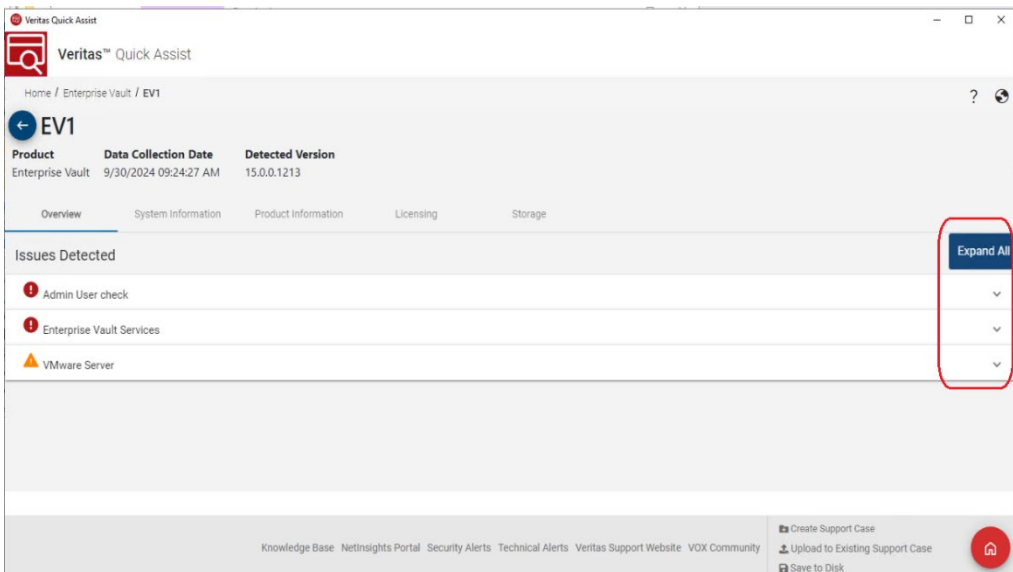 Veritas Quick Assist
Veritas™ Quick Assist
Home / Enterprise Vault / EV1
?
EV1
Product Data Collection Date Detected Version
Enterprise Vault 9/30/2024 09:24:27 AM 15.0.0.1213
Overview System Information Product Information Licensing Storage
Issues Detected Expand All
Admin User check
Enterprise Vault Services
VMware Server
Create Support Case
Knowledge Base NetInsights Portal Security Alerts Technical Alerts Veritas Support Website VOX Community Upload to Existing Support Case
Save to Disk